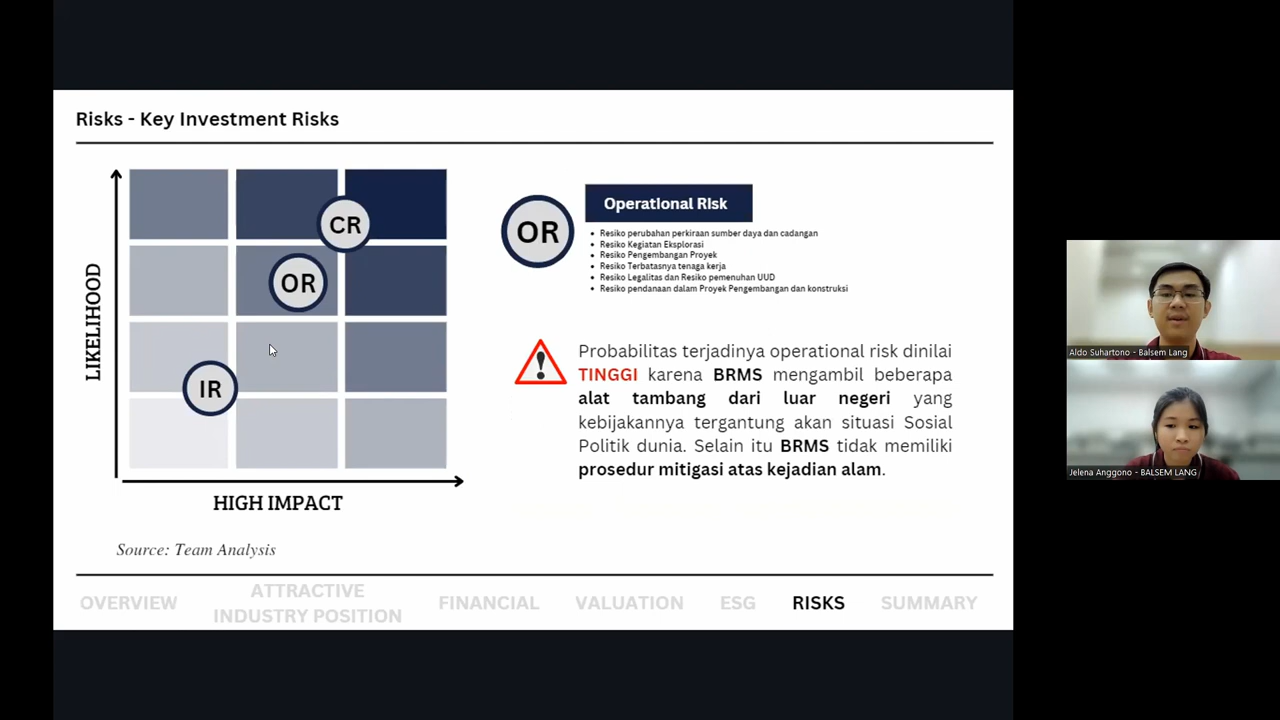 Risks - Key Investment Risks
LIKELIHOOD
CR
OR
IR
HIGH IMPACT
Source: Team Analysis
OR
Operational Risk
Resiko perubahan perkiraan sumber daya dan cadangan
Resiko Kegiatan Eksplorasi
Resiko Pengembangan Proyek
Resiko Terbatasnya tenaga kerja
Resiko Legalitas dan Resiko pemenuhan UUD
Resiko pendanaan dalam Proyek Pengembangan dan konstruksi
Probabilitas terjadinya operational risk dinilai
TINGGI karena BRMS mengambil beberapa
alat tambang dari luar negeri yang
kebijakannya tergantung akan situasi Sosial
Politik dunia. Selain itu BRMS tidak memiliki
prosedur mitigasi atas kejadian alam.
OVERVIEW
ATTRACTIVE
INDUSTRY POSITION
FINANCIAL
VALUATION
ESG
RISKS
SUMMARY
Aldo Suhartono - Balsem Lang
Jelena Anggono - BALSEM LANG